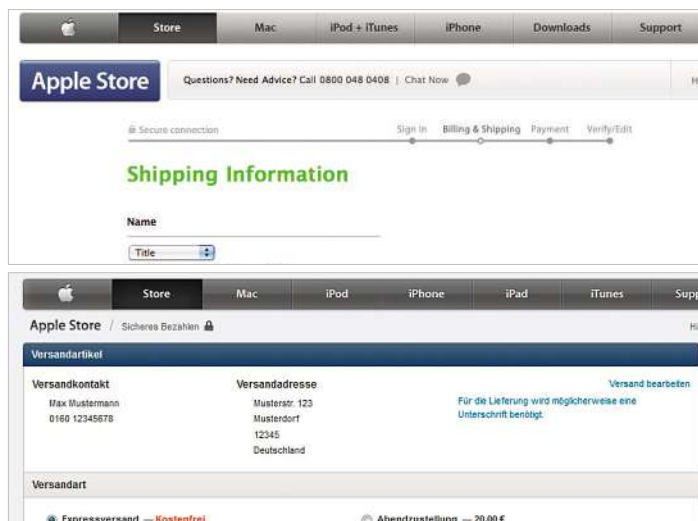 Store Mac iPod + iTunes iPhone Downloads Support
Apple Store Questions? Need Advice? Call 0800 048 0408 | Chat Now
Secure connection Sign In Billing & Shipping Payment Verify/Edit
Shipping Information
Name
Title
Store Mac iPod iPhone iPad iTunes Supp
Apple Store / Sicheres Bezahlen
Versandartikel
Versandkontakt Versandadresse Versand bearbeiten
Max Mustermann Musterstr. 123 Für die Lieferung wird möglicherweise eine
0160 12345678 Musterdorf Unterschrift benötigt.
12345
Deutschland
Versandart
Expressversand — Kostenfrei Abendzustellung — 20,00 €